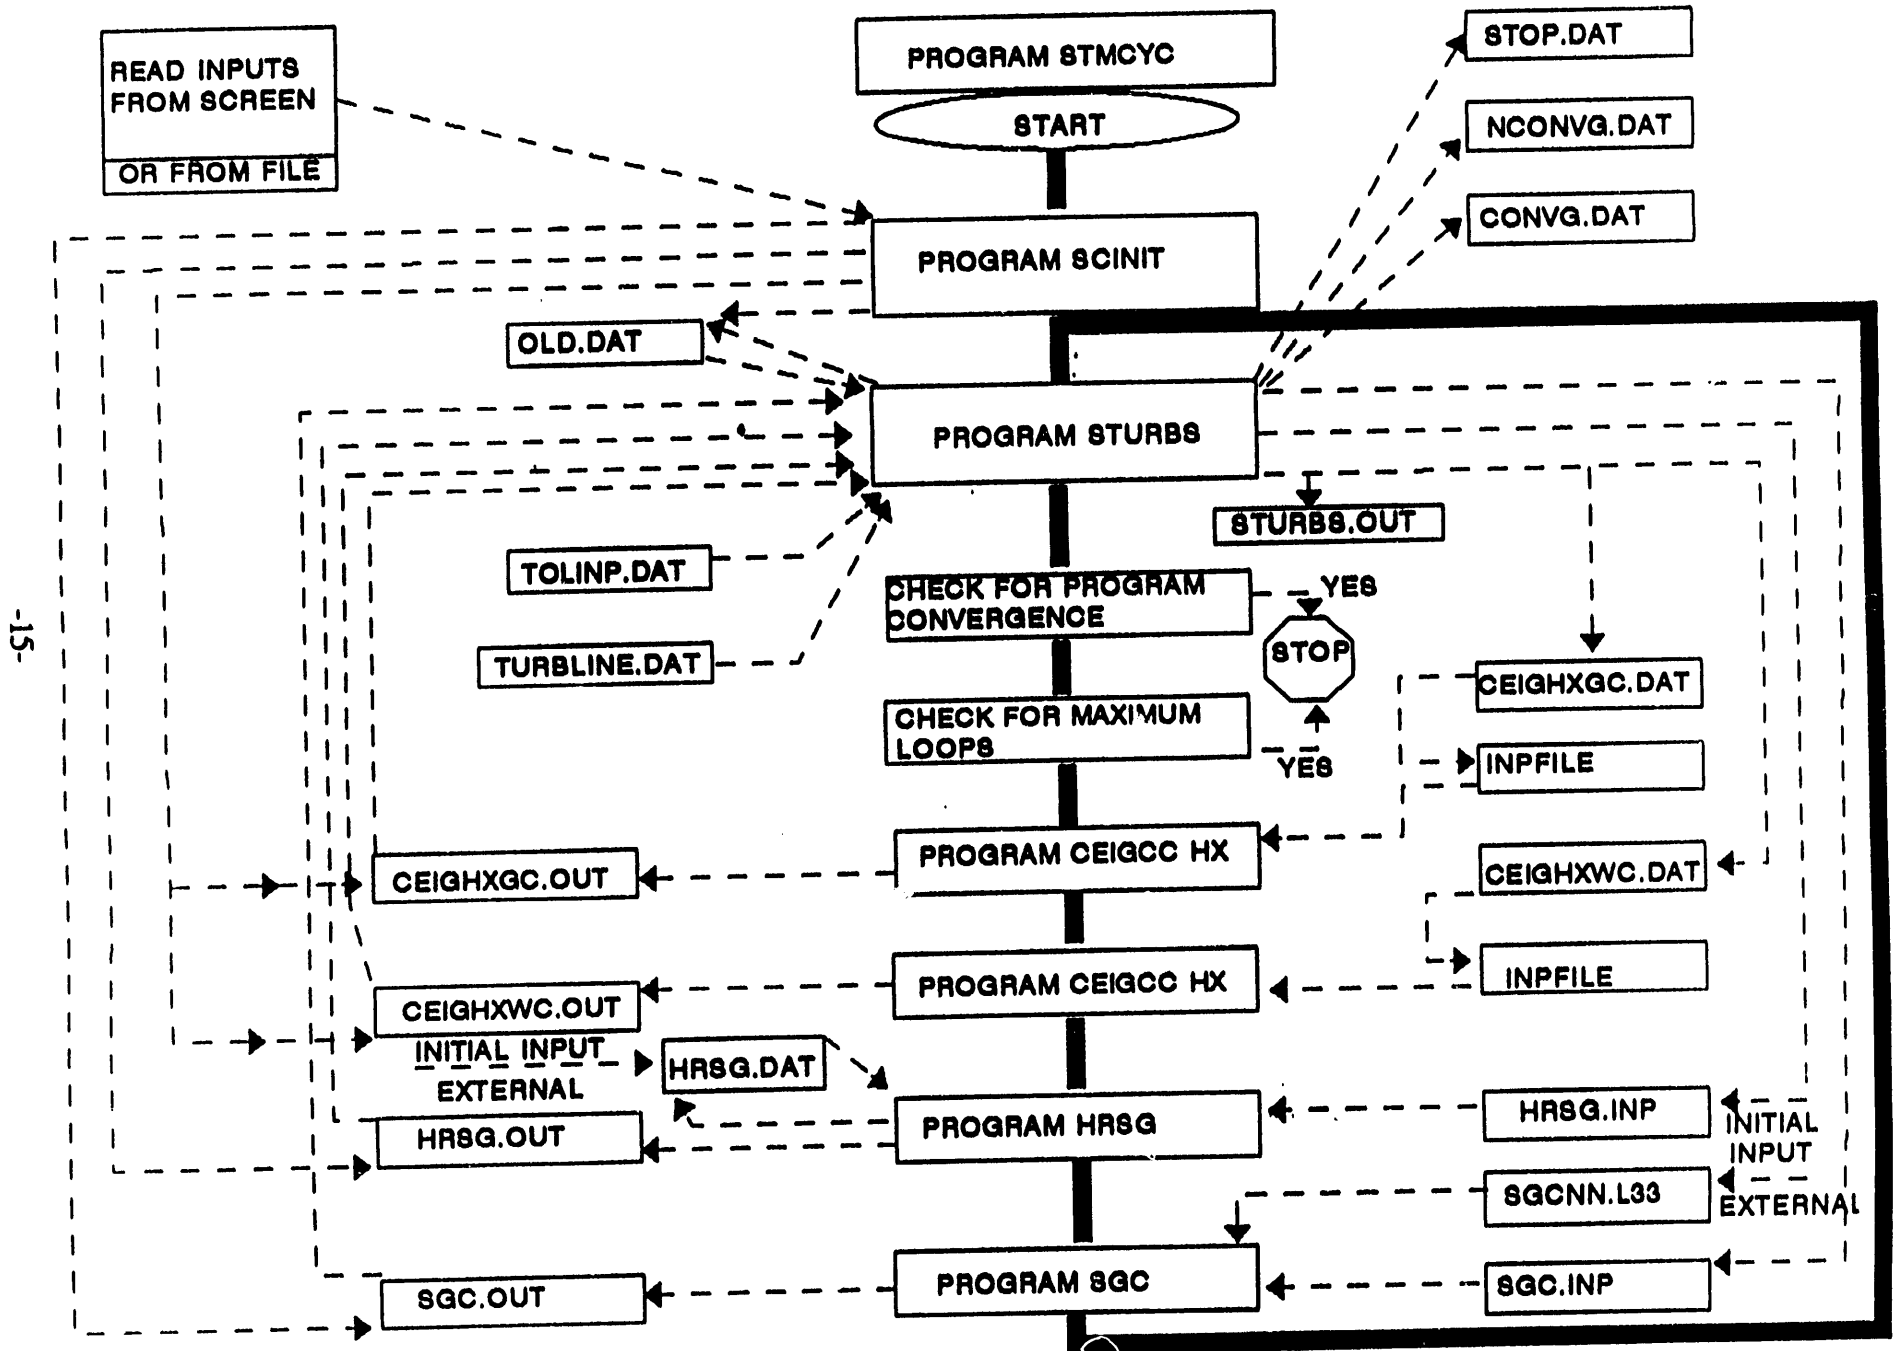 PROGRAM STMCYC
START
READ INPUTS
FROM SCREEN
OR FROM FILE
STOP.DAT
NCONVG.DAT
CONVG.DAT
PROGRAM SCINIT
OLD.DAT
PROGRAM STURBS
STURBS.OUT
TOLINP.DAT
TURBLINE.DAT
CHECK FOR PROGRAM
CONVERGENCE
YES
STOP
CHECK FOR MAXIMUM
LOOPS
YES
CEIGHXGC.DAT
INPFILE
PROGRAM CEIGCC HX
CEIGHXGC.OUT
CEIGHXWC.DAT
INPFILE
PROGRAM CEIGCC HX
CEIGHXWC.OUT
INITIAL INPUT
EXTERNAL
HRSG.DAT
PROGRAM HRSG
HRSG.OUT
HRSG.INP
INITIAL
INPUT
EXTERNAL
SGCNN.L33
PROGRAM SGC
SGC.OUT
SGC.INP
-15-